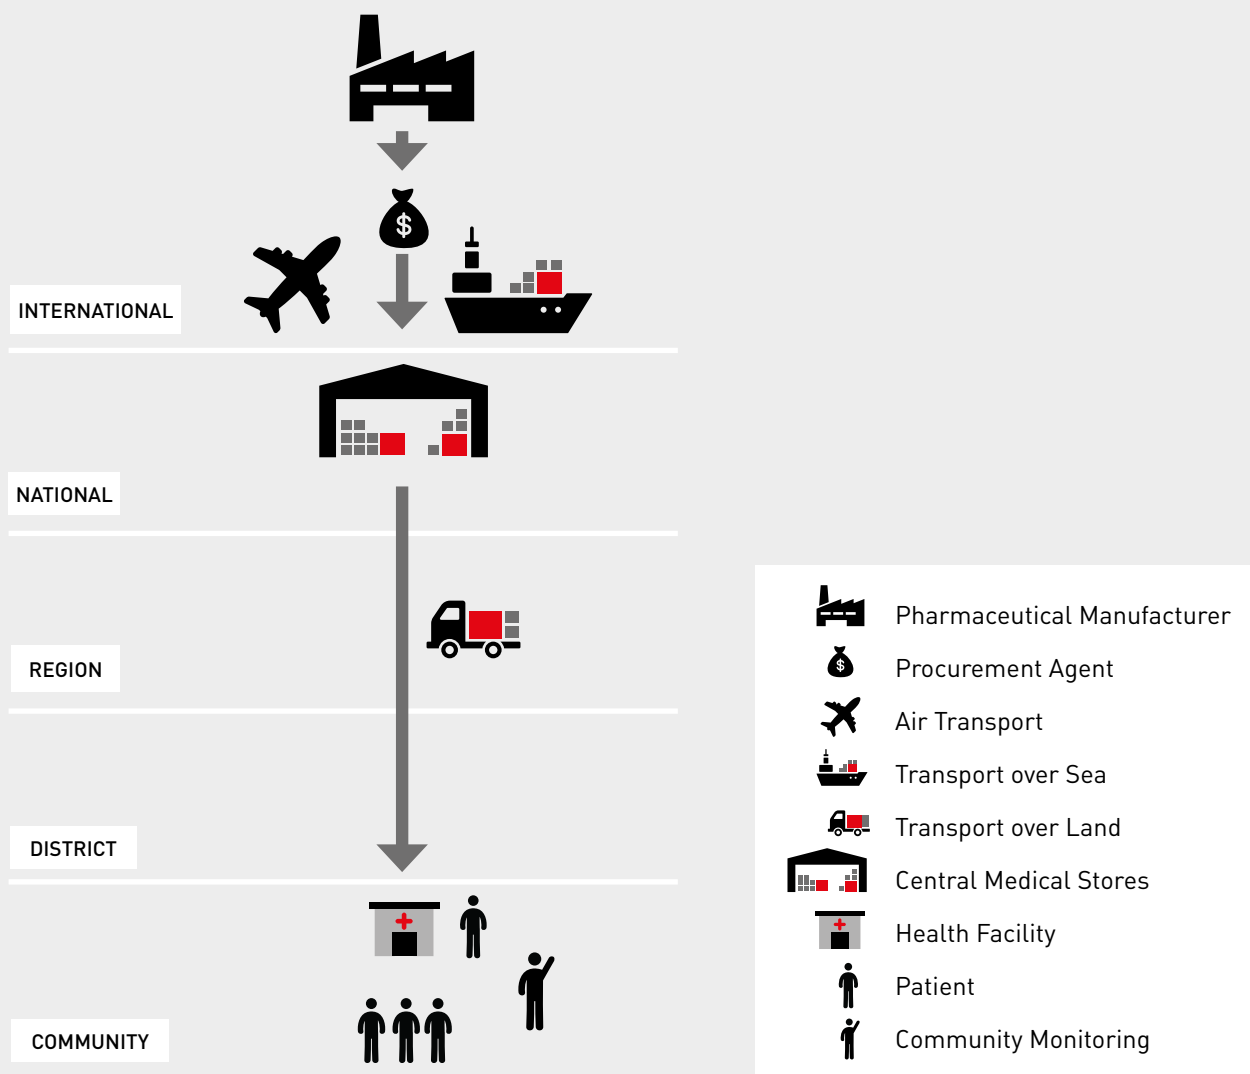 $
INTERNATIONAL
NATIONAL
REGION
DISTRICT
COMMUNITY
Pharmaceutical Manufacturer
$ Procurement Agent
Air Transport
Transport over Sea
Transport over Land
Central Medical Stores
Health Facility
Patient
Community Monitoring